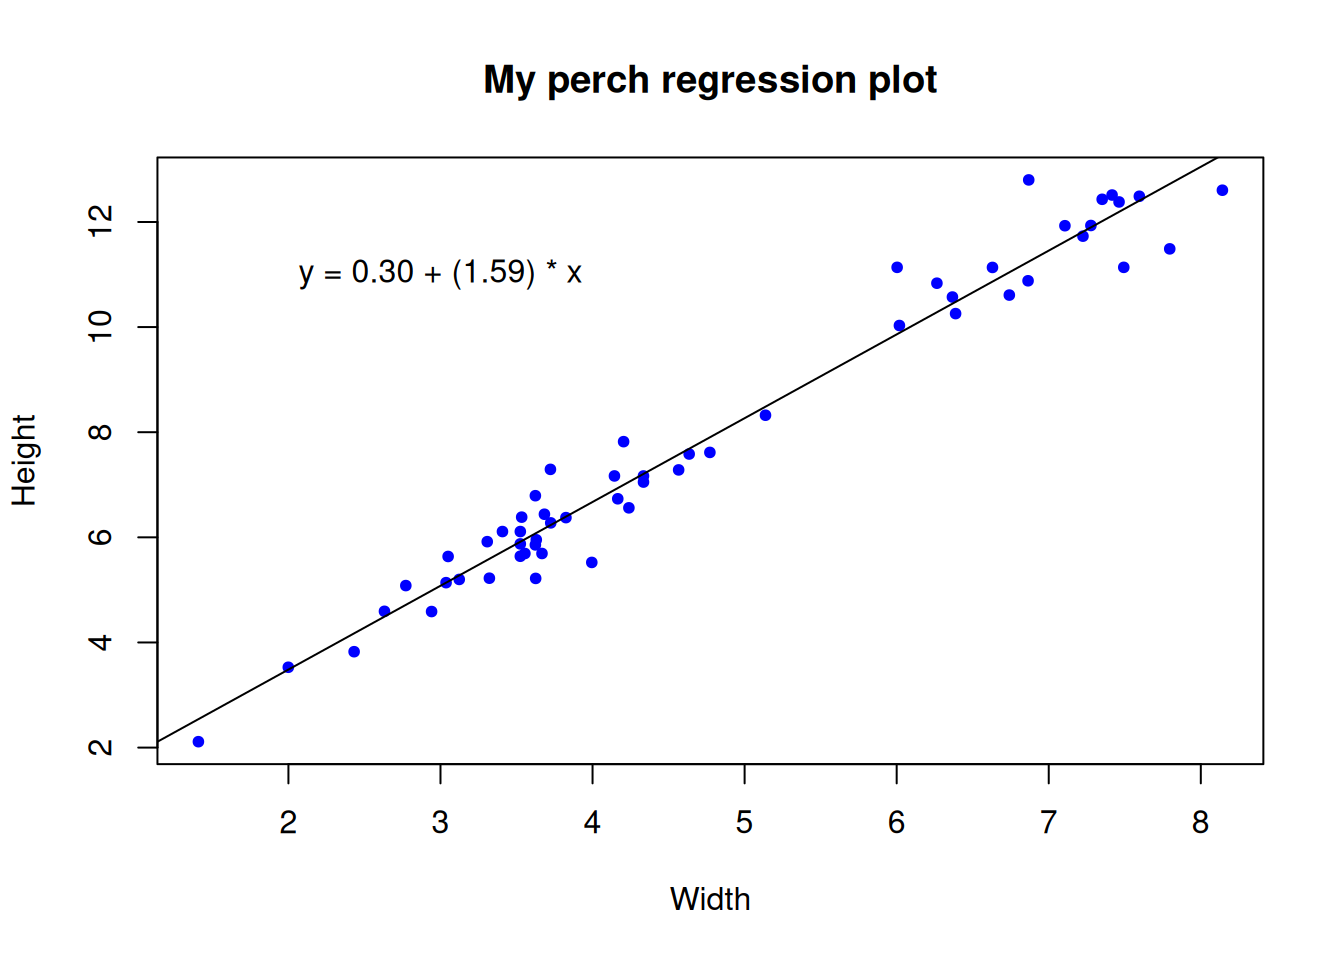 My perch regression plot
y = 0.30 + (1.59) * x
12
10
8
6
4
2
Height
2 3 4 5 6 7 8
Width